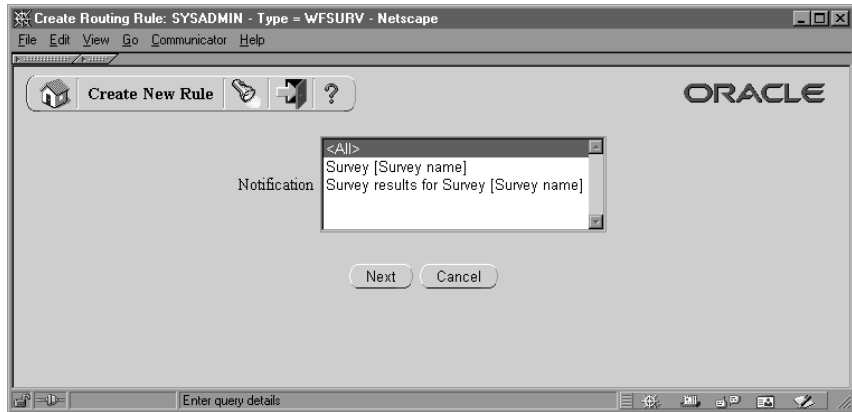 Create Routing Rule: SYSADMIN - Type = WFSURV - Netscape
File Edit View Go Communicator Help
Create New Rule
?
ORACLE
Notification
<All>
Survey [Survey name]
Survey results for Survey [Survey name]
Next
Cancel
Enter query details